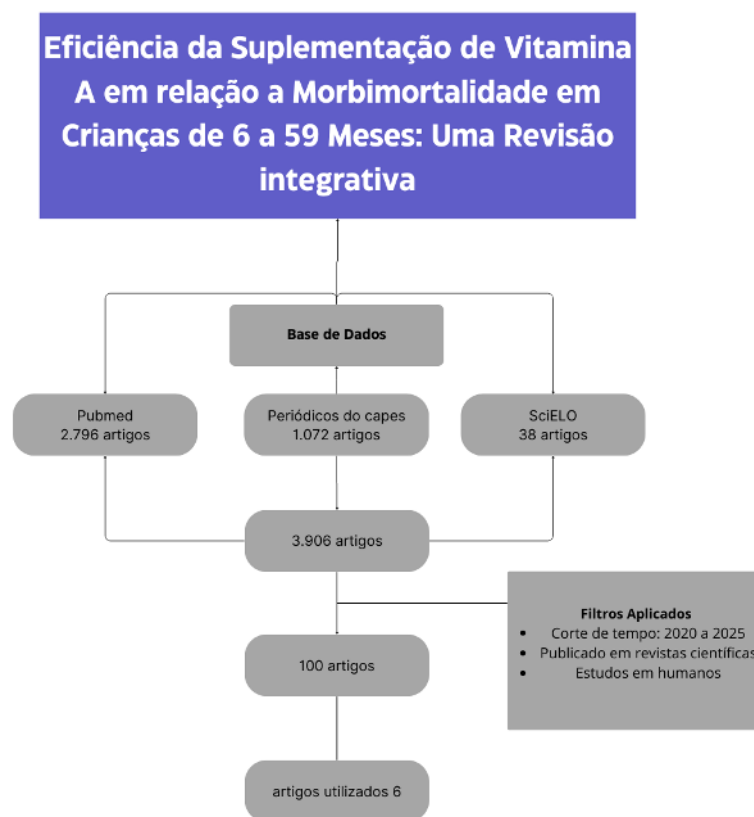 Eficiência da Suplementação de Vitamina
A em relação a Morbimortalidade em
Crianças de 6 a 59 Meses: Uma Revisão
integrativa
Base de Dados
Pubmed
2.796 artigos
Periódicos do capes
1.072 artigos
SciELO
38 artigos
3.906 artigos
Filtros Aplicados
• Corte de tempo: 2020 a 2025
• Publicado em revistas científicas
• Estudos em humanos
100 artigos
artigos utilizados 6